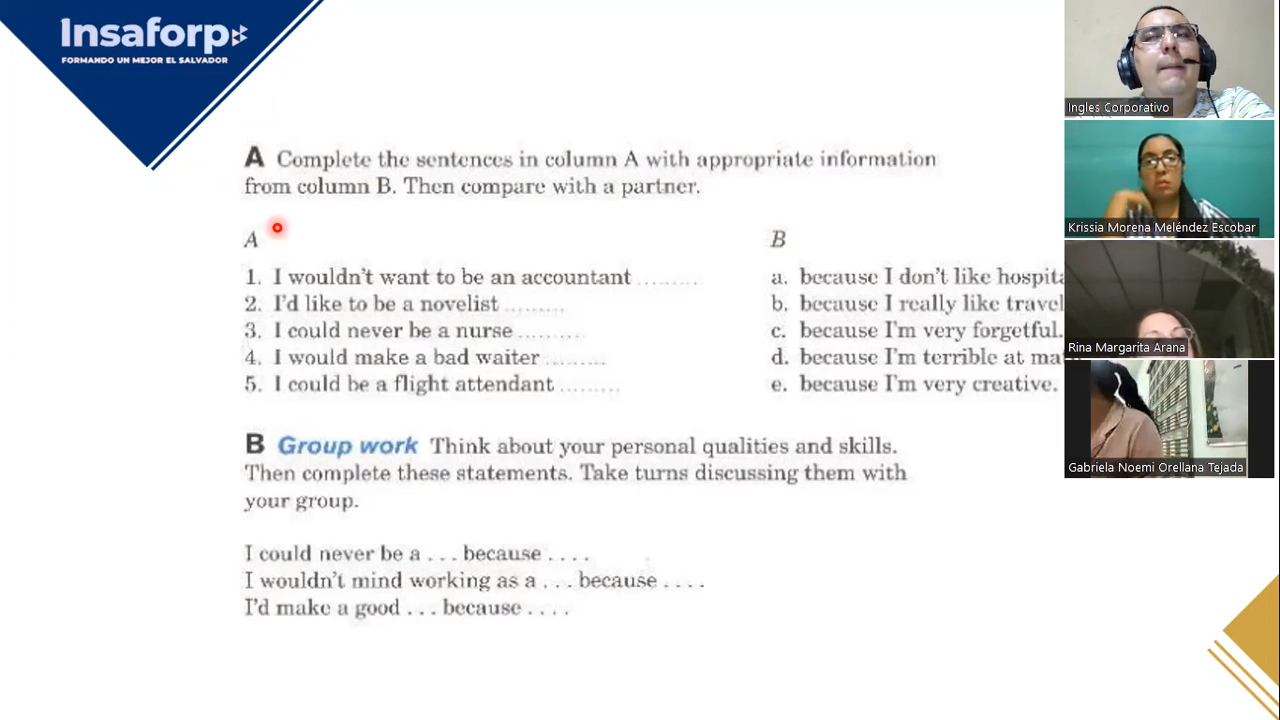 Insaforp
FORMANDO UN MEJOR EL SALVADOR
A Complete the sentences in column A with appropriate information
from column B. Then compare with a partner.
A
B
1. I wouldn't want to be an accountant ..........
2. I'd like to be a novelist ..........
3. I could never be a nurse ..........
4. I would make a bad waiter ..........
5. I could be a flight attendant ..........
a. because I don't like hospita
b. because I really like travel
c. because I'm very forgetful.
d. because I'm terrible at ma
e. because I'm very creative.
B Group work Think about your personal qualities and skills.
Then complete these statements. Take turns discussing them with
your group.
I could never be a . . . because . . . .
I wouldn't mind working as a . . . because . . . .
I'd make a good . . . because . . . .
Ingles Corporativo
Krissia Morena Meléndez Escobar
Rina Margarita Arana
Gabriela Noemi Orellana Tejada